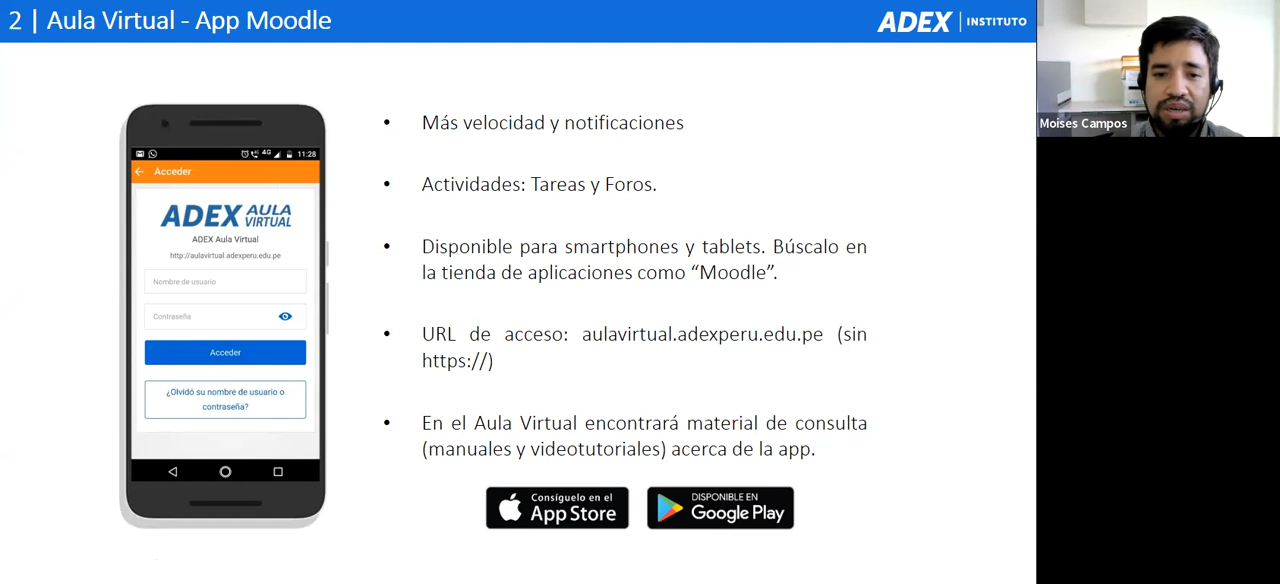 2 | Aula Virtual - App Moodle
ADEX | INSTITUTO
Moises Campos
11:28
4G
Acceder
ADEX AULA VIRTUAL
ADEX Aula Virtual
http://aulavirtual.adexperu.edu.pe
Nombre de usuario
Contraseña
Acceder
¿Olvidó su nombre de usuario o
contraseña?
• Más velocidad y notificaciones
• Actividades: Tareas y Foros.
• Disponible para smartphones y tablets. Búscalo en
la tienda de aplicaciones como “Moodle”.
• URL de acceso: aulavirtual.adexperu.edu.pe (sin
https://)
• En el Aula Virtual encontrará material de consulta
(manuales y videotutoriales) acerca de la app.
Consíguelo en el
App Store
DISPONIBLE EN
Google Play